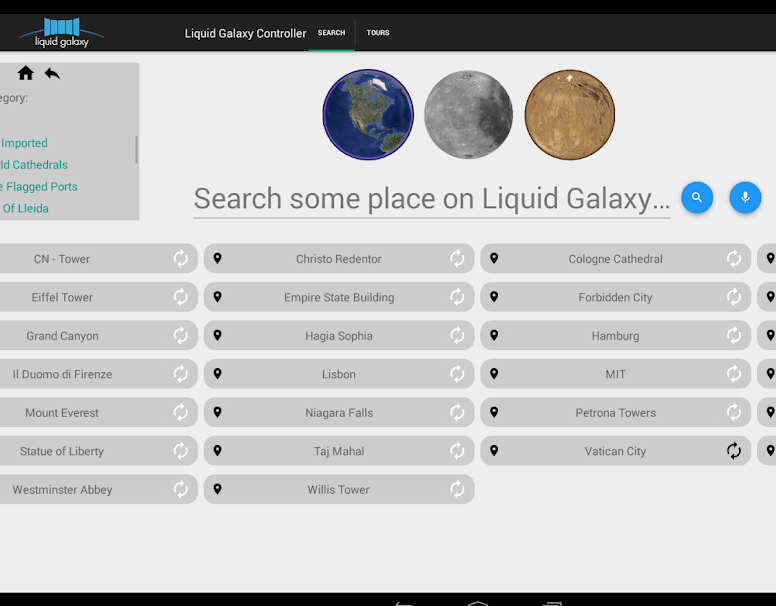 liquid galaxy
Liquid Galaxy Controller
SEARCH
TOURS
egory:
Imported
ld Cathedrals
e Flagged Ports
Of Lleida
Search some place on Liquid Galaxy...
CN - Tower
Christo Redentor
Cologne Cathedral
Eiffel Tower
Empire State Building
Forbidden City
Grand Canyon
Hagia Sophia
Hamburg
Il Duomo di Firenze
Lisbon
MIT
Mount Everest
Niagara Falls
Petrona Towers
Statue of Liberty
Taj Mahal
Vatican City
Westminster Abbey
Willis Tower